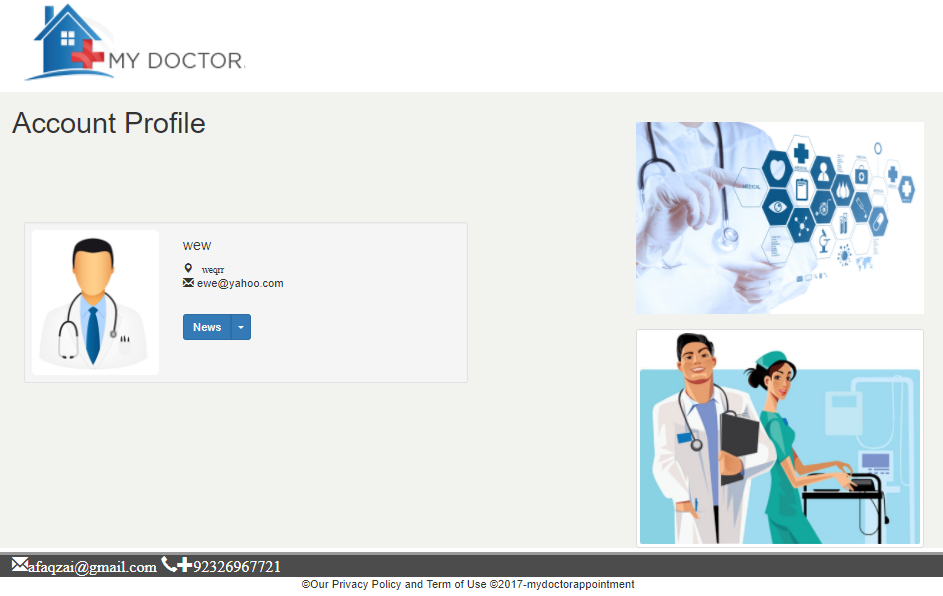 MY DOCTOR.
Account Profile
MEDICAL
wew
weqrr
ewe@yahoo.com
News
afaqzai@gmail.com +92326967721
©Our Privacy Policy and Term of Use ©2017-mydoctorappointment